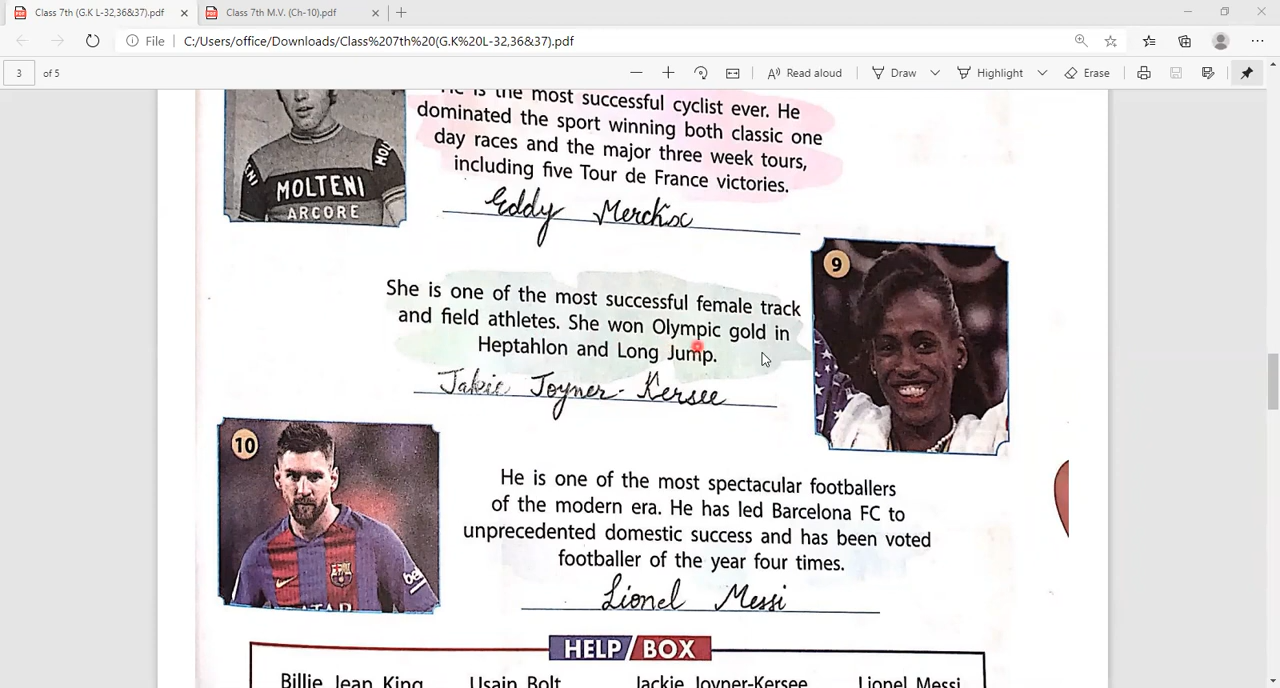 Class 7th (G.K L-32,36&37).pdf
Class 7th M.V. (Ch-10).pdf
File
C:/Users/office/Downloads/Class%207th%20(G.K%20L-32,36&37).pdf
3 of 5
Read aloud
Draw
Highlight
Erase
He is the most successful cyclist ever. He
dominated the sport winning both classic one
day races and the major three week tours,
including five Tour de France victories.
Eddy Merckx
MOLTENI
ARCORE
9
She is one of the most successful female track
and field athletes. She won Olympic gold in
Heptahlon and Long Jump.
Jakie Joyner-Kersee
10
He is one of the most spectacular footballers
of the modern era. He has led Barcelona FC to
unprecedented domestic success and has been voted
footballer of the year four times.
Lionel Messi
HELP/BOX
Billie Jean King Usain Bolt Jackie Joyner-Kersee Lionel Messi